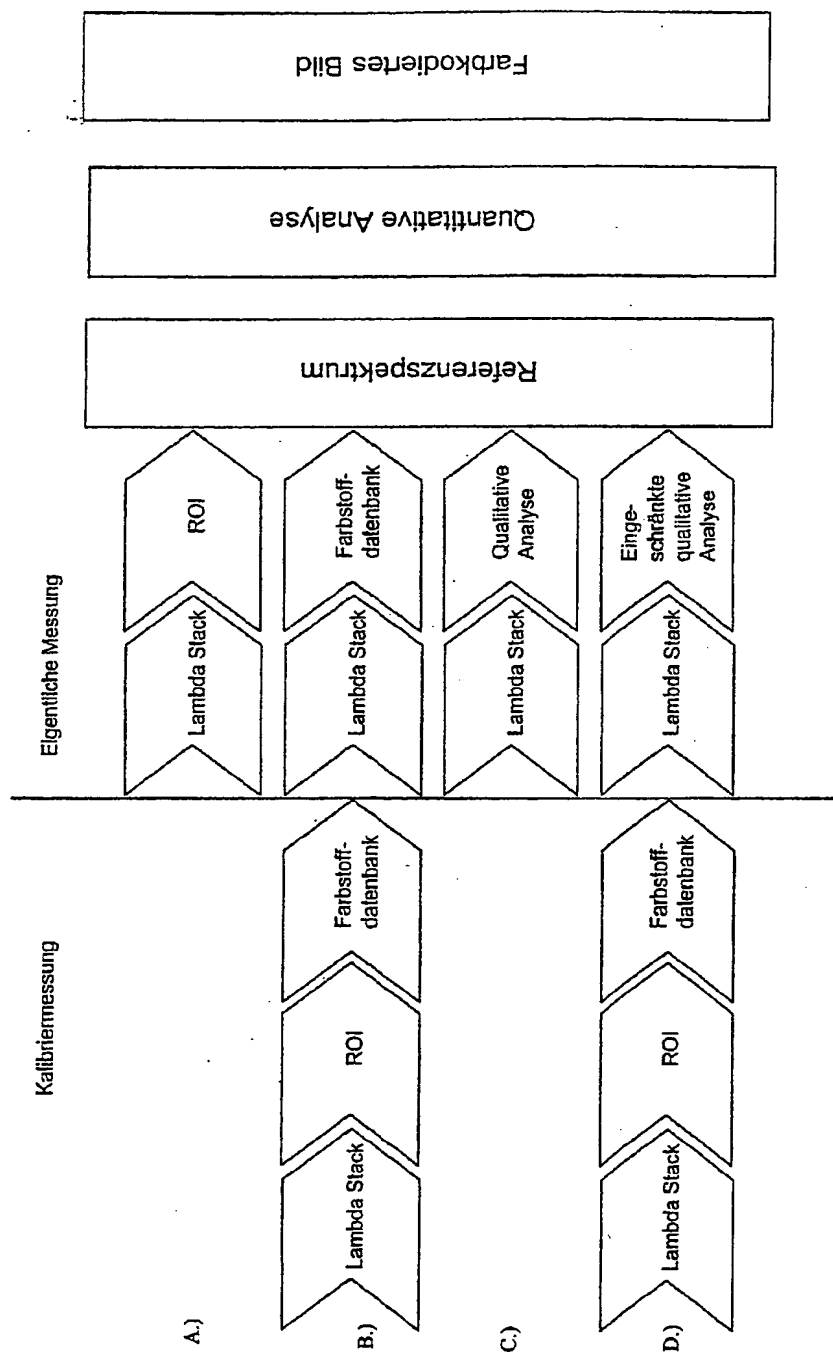 Kalibriermessung
Eigentliche Messung
A.)
Lambda Stack
ROI
B.)
Lambda Stack
ROI
Farbstoff-
datenbank
Lambda Stack
Farbstoff-
datenbank
C.)
Lambda Stack
Qualitative
Analyse
D.)
Lambda Stack
ROI
Farbstoff-
datenbank
Lambda Stack
Einge-
schränkte
qualitative
Analyse
Referenzspektrum
Quantitative Analyse
Farbkodiertes Bild